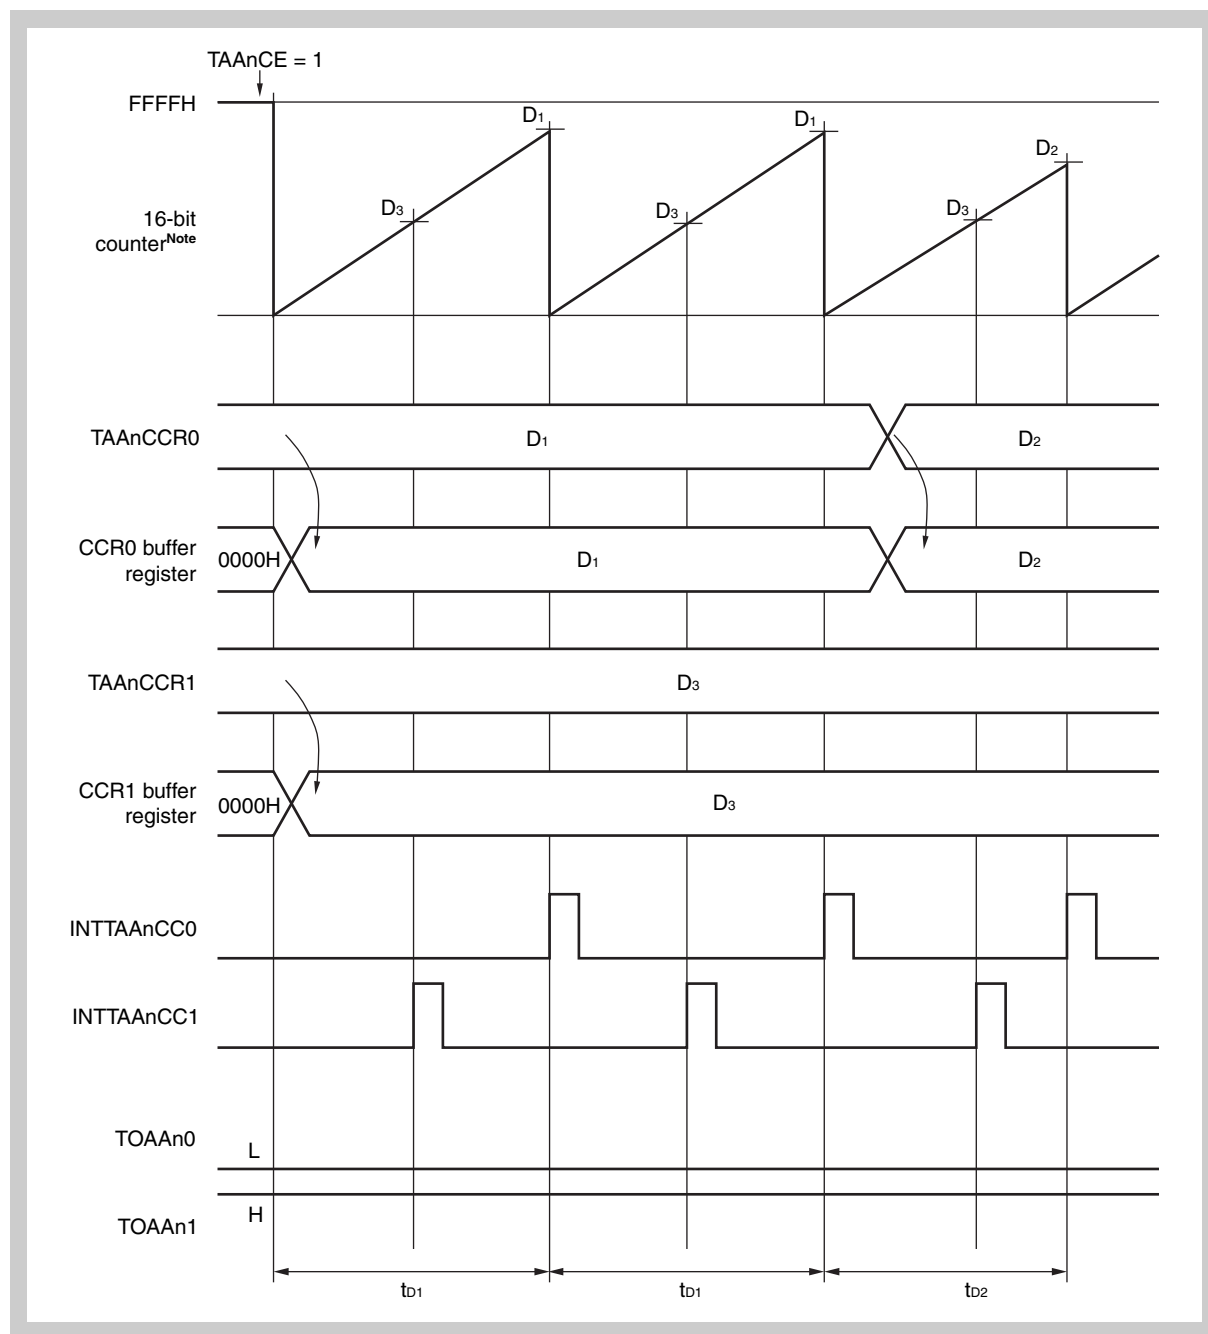 TAAnCE = 1
FFFFH
D1
D1
D2
D3
D3
D3
16-bit
counterNote
TAAnCCR0
D1
D2
CCR0 buffer
register
0000H
D1
D2
TAAnCCR1
D3
CCR1 buffer
register
0000H
D3
INTTAAnCC0
INTTAAnCC1
TOAAn0
L
TOAAn1
H
tD1
tD1
tD2